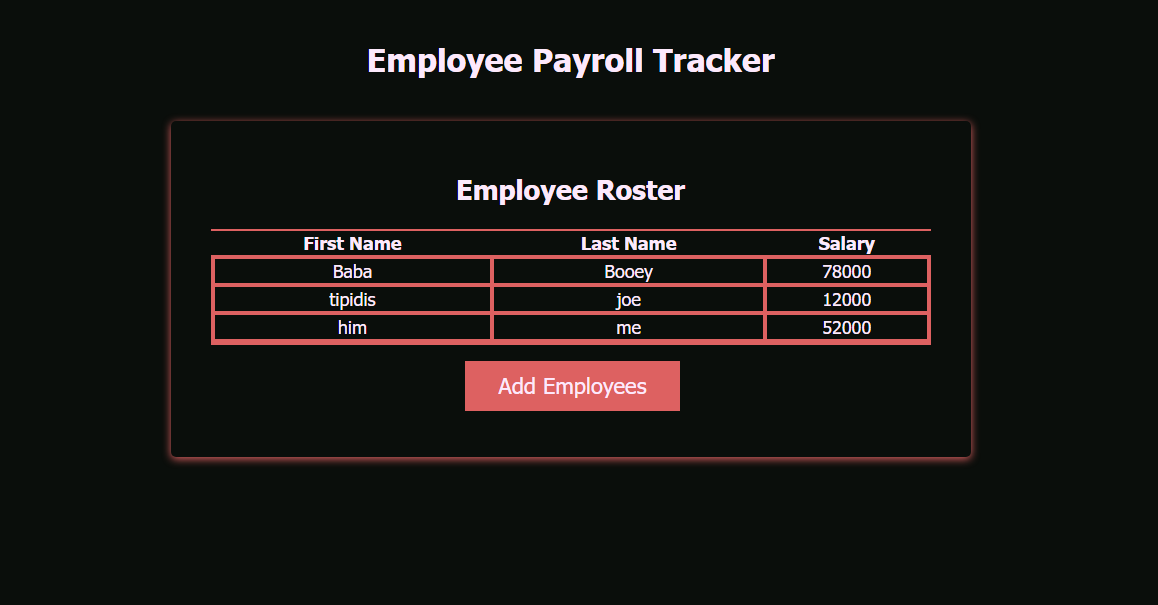 Employee Payroll Tracker
Employee Roster
First Name Last Name Salary
Baba Booey 78000
tipidis joe 12000
him me 52000
Add Employees